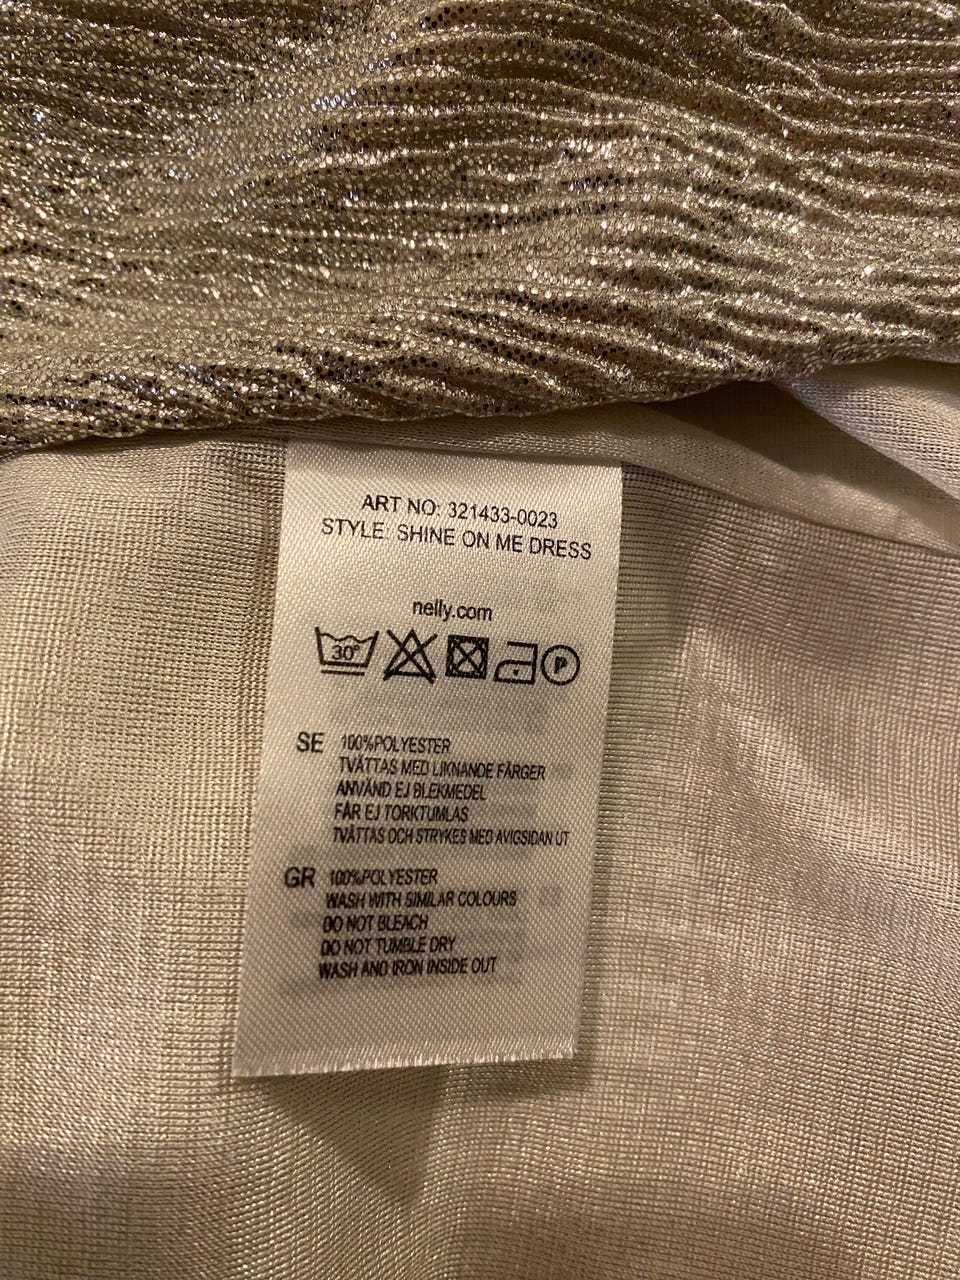 ART NO: 321433-0023
STYLE: SHINE ON ME DRESS
nelly.com
30°
P
SE 100%POLYESTER
TVÄTTAS MED LIKNANDE FÄRGER
ANVÄND EJ BLEKMEDEL
FÅR EJ TORKTUMLAS
TVÄTTAS OCH STRYKES MED AVIGSIDAN UT
GR 100%POLYESTER
WASH WITH SIMILAR COLOURS
DO NOT BLEACH
DO NOT TUMBLE DRY
WASH AND IRON INSIDE OUT